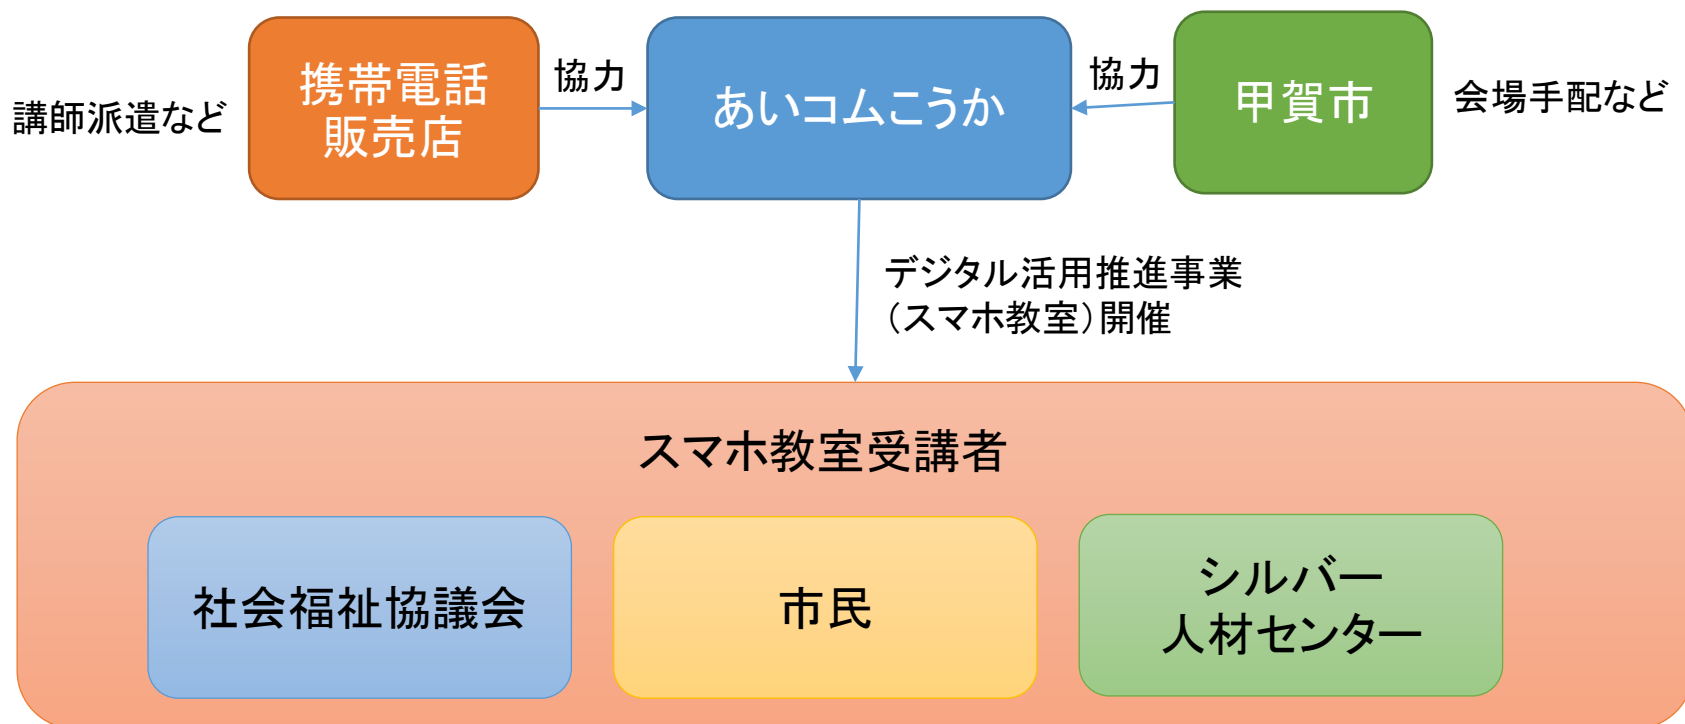 講師派遣など
携帯電話
販売店
協力
あいコムこうか
協力
甲賀市
会場手配など
デジタル活用推進事業
（スマホ教室）開催
スマホ教室受講者
社会福祉協議会
市民
シルバー
人材センター